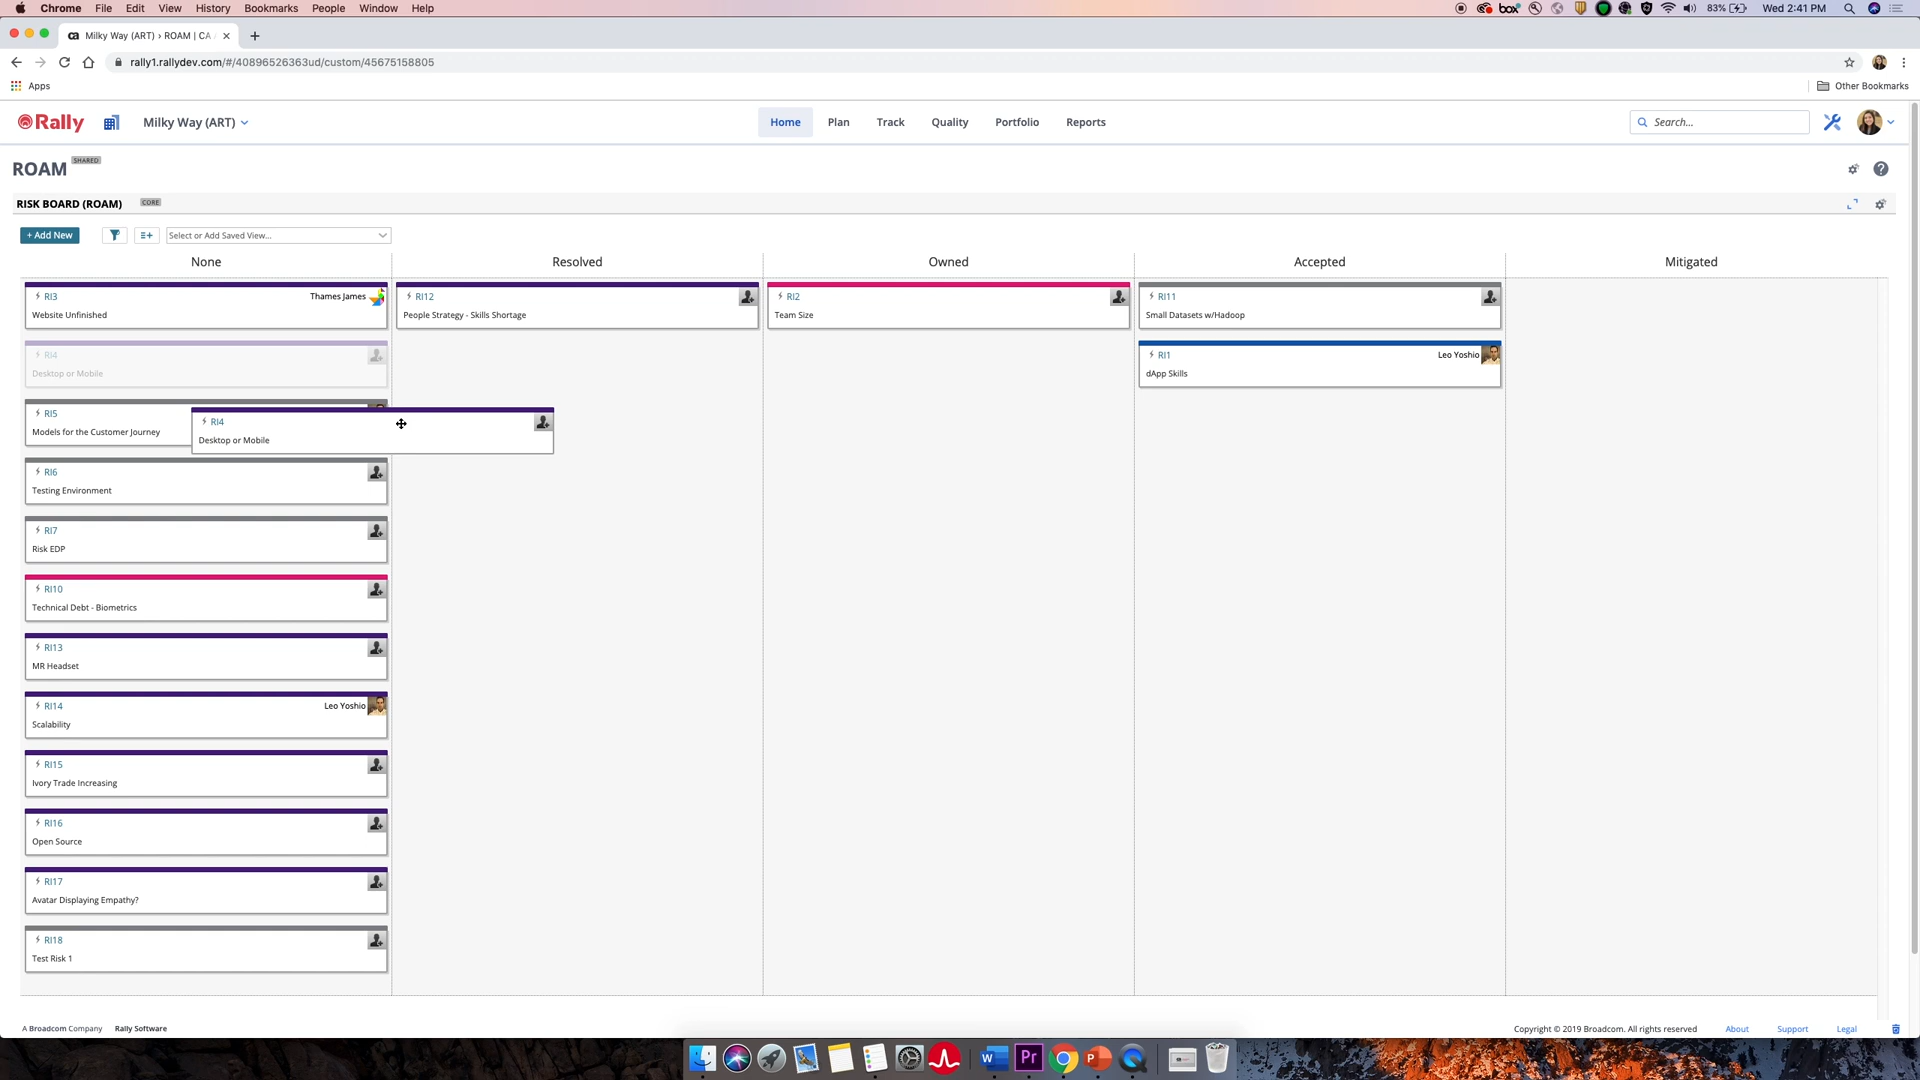 Chrome File Edit View History Bookmarks People Window Help
box 83% Wed 2:41 PM
ca Milky Way (ART) › ROAM | CA
rally1.rallydev.com/#/40896526363ud/custom/45675158805
Apps
Other Bookmarks
Rally Milky Way (ART) Home Plan Track Quality Portfolio Reports Search...
ROAM SHARED
RISK BOARD (ROAM) CORE
+ Add New Select or Add Saved View...
None Resolved Owned Accepted Mitigated
RI3 Thames James
Website Unfinished
RI12
People Strategy - Skills Shortage
RI2
Team Size
RI11
Small Datasets w/Hadoop
RI4
Desktop or Mobile
RI1 Leo Yoshio
dApp Skills
RI5
Models for the Customer Journey
RI4
Desktop or Mobile
RI6
Testing Environment
RI7
Risk EDP
RI10
Technical Debt - Biometrics
RI13
MR Headset
RI14 Leo Yoshio
Scalability
RI15
Ivory Trade Increasing
RI16
Open Source
RI17
Avatar Displaying Empathy?
RI18
Test Risk 1
A Broadcom Company Rally Software
Copyright © 2019 Broadcom. All rights reserved About Support Legal
W Pr P